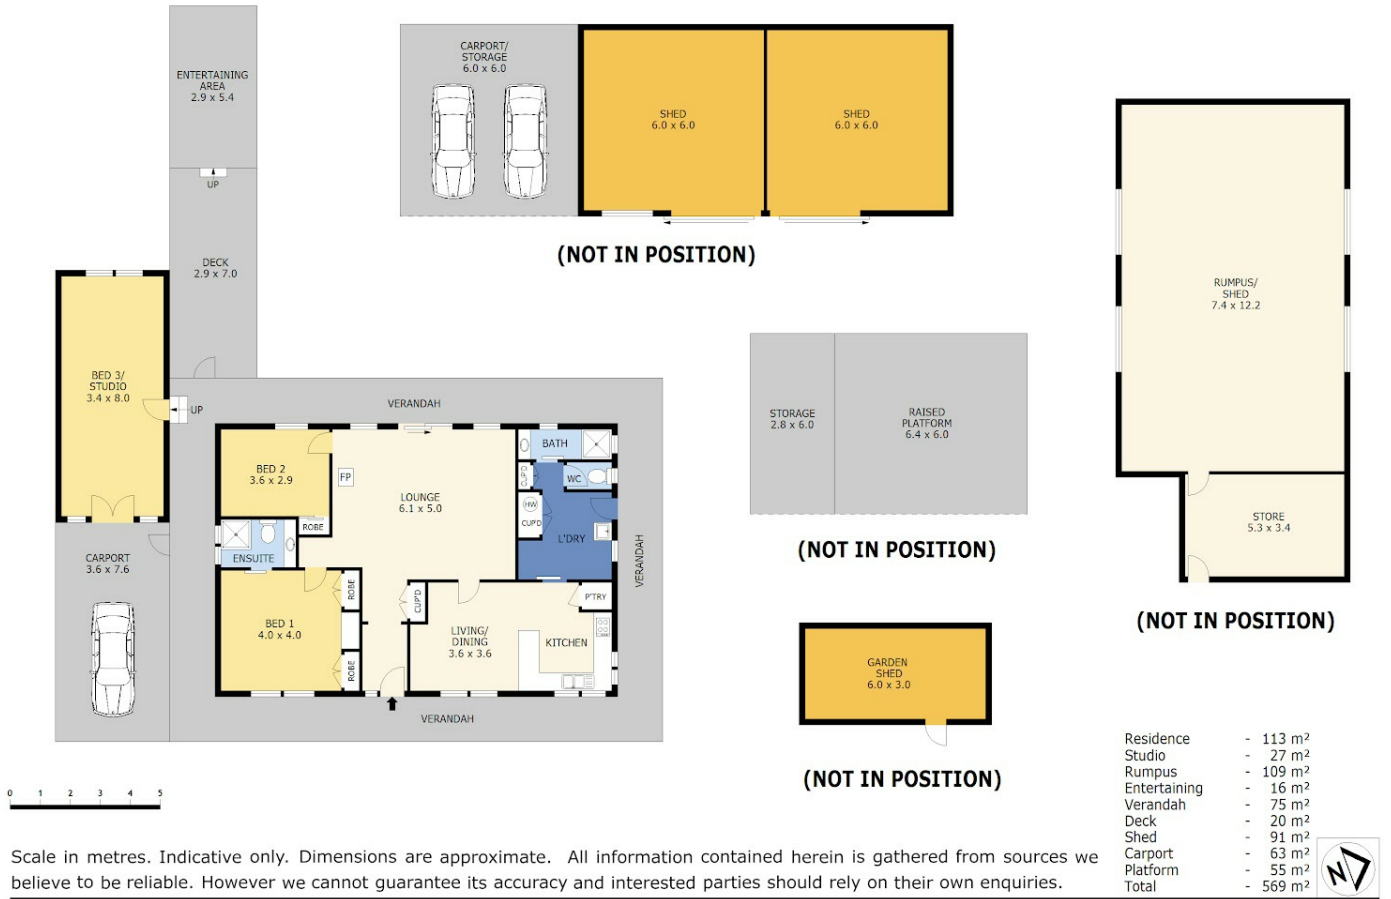 ENTERTAINING
AREA
2.9 x 5.4
UP
DECK
2.9 x 7.0
CARPORT/
STORAGE
6.0 x 6.0
SHED
6.0 x 6.0
SHED
6.0 x 6.0
(NOT IN POSITION)
RUMPUS/
SHED
7.4 x 12.2
STORE
5.3 x 3.4
(NOT IN POSITION)
BED 3/
STUDIO
3.4 x 8.0
UP
VERANDAH
BED 2
3.6 x 2.9
FP
LOUNGE
6.1 x 5.0
BATH
CUP'D
WC
HW
CUP'D
L'DRY
ROBE
ENSUITE
VERANDAH
CARPORT
3.6 x 7.6
BED 1
4.0 x 4.0
ROBE
ROBE
CUP'D
LIVING/
DINING
3.6 x 3.6
KITCHEN
P'TRY
VERANDAH
STORAGE
2.8 x 6.0
RAISED
PLATFORM
6.4 x 6.0
(NOT IN POSITION)
GARDEN
SHED
6.0 x 3.0
(NOT IN POSITION)
Residence - 113 m²
Studio - 27 m²
Rumpus - 109 m²
Entertaining - 16 m²
Verandah - 75 m²
Deck - 20 m²
Shed - 91 m²
Carport - 63 m²
Platform - 55 m²
Total - 569 m²
0 1 2 3 4 5
Scale in metres. Indicative only. Dimensions are approximate. All information contained herein is gathered from sources we
believe to be reliable. However we cannot guarantee its accuracy and interested parties should rely on their own enquiries.
N